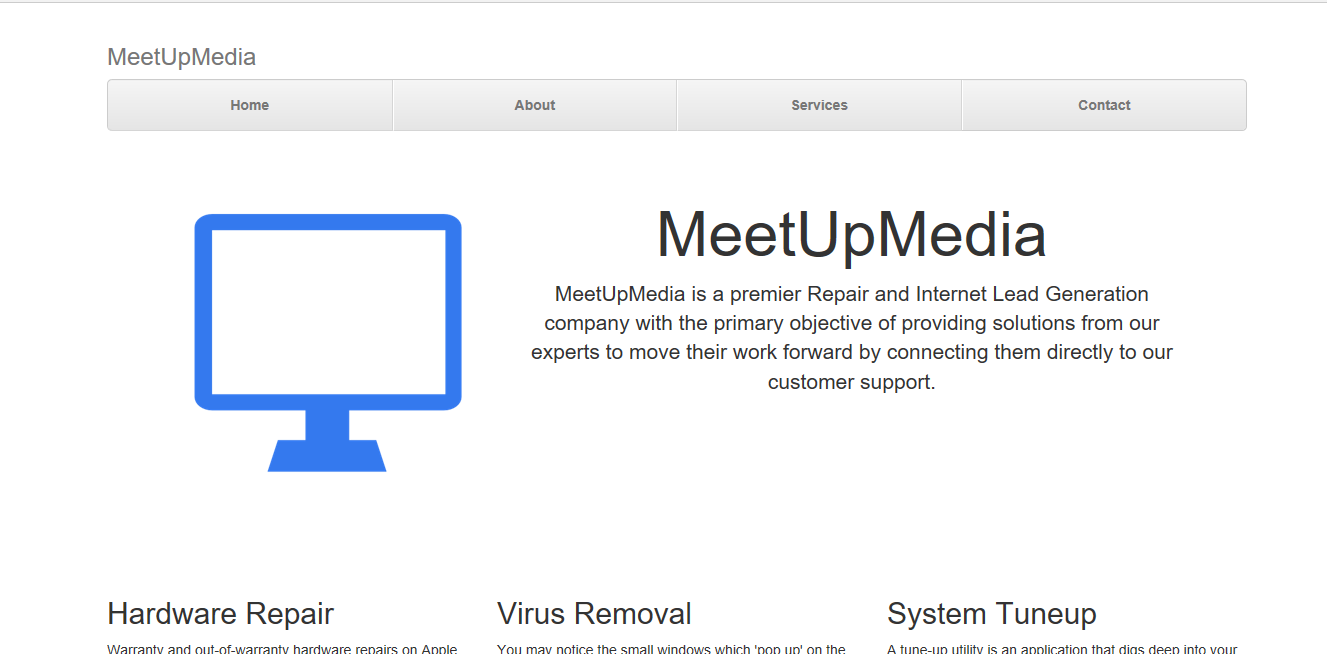 MeetUpMedia
Home About Services Contact
MeetUpMedia
MeetUpMedia is a premier Repair and Internet Lead Generation
company with the primary objective of providing solutions from our
experts to move their work forward by connecting them directly to our
customer support.
Hardware Repair
Warranty and out-of-warranty hardware repairs on Apple
Virus Removal
You may notice the small windows which 'pop up' on the
System Tuneup
A tune-up utility is an application that digs deep into your